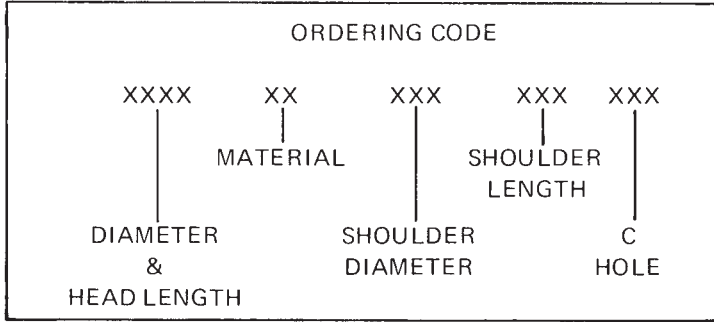 ORDERING CODE
XXXX XX XXX XXX XXX
MATERIAL
SHOULDER
LENGTH
DIAMETER
&
HEAD LENGTH
SHOULDER
DIAMETER
C
HOLE